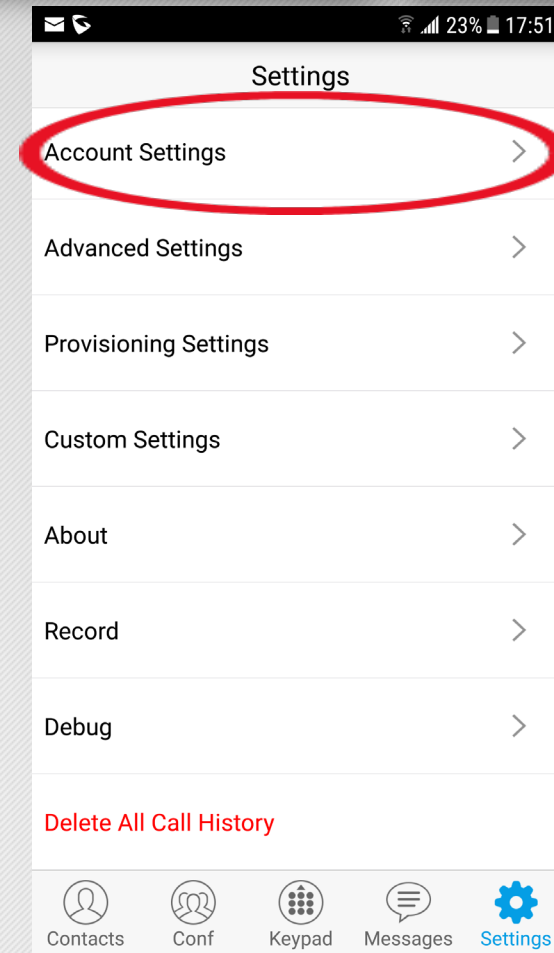 23% 17:51
Settings
Account Settings
Advanced Settings
Provisioning Settings
Custom Settings
About
Record
Debug
Delete All Call History
Contacts Conf Keypad Messages Settings